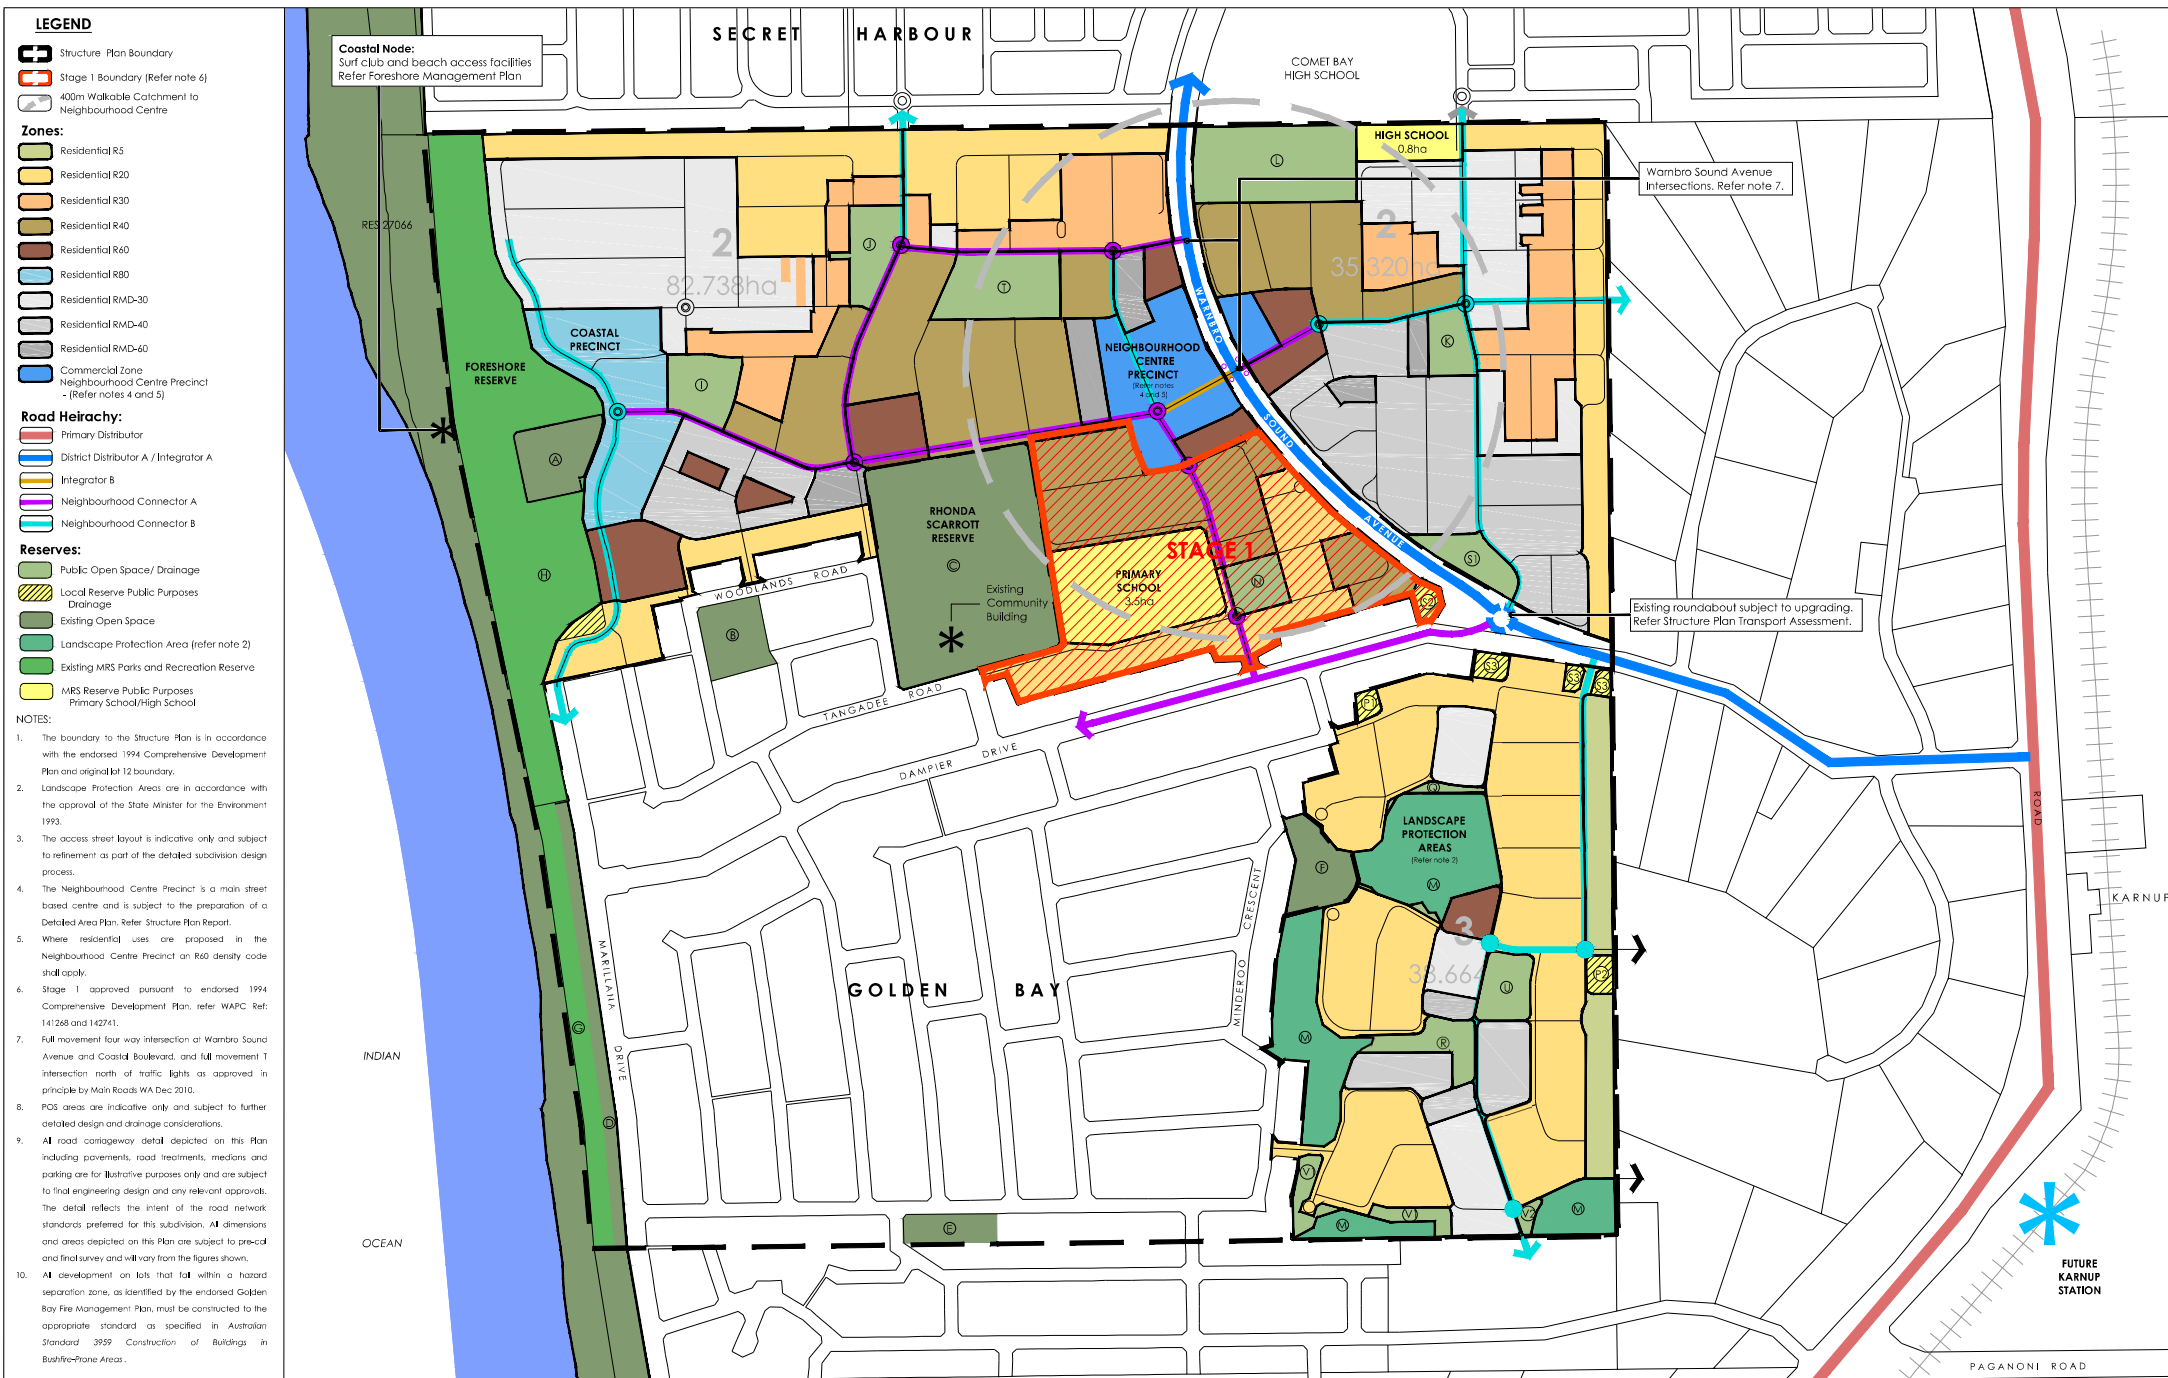 LEGEND
Structure Plan Boundary
Stage 1 Boundary (Refer note 6)
400m Walkable Catchment to
Neighbourhood Centre
Zones:
Residential R5
Residential R20
Residential R30
Residential R40
Residential R60
Residential R80
Residential RMD-30
Residential RMD-40
Residential RMD-60
Commercial Zone
Neighbourhood Centre Precinct
- (Refer notes 4 and 5)
Road Heirachy:
Primary Distributor
District Distributor A / Integrator A
Integrator B
Neighbourhood Connector A
Neighbourhood Connector B
Reserves:
Public Open Space/ Drainage
Local Reserve Public Purposes
Drainage
Existing Open Space
Landscape Protection Area (refer note 2)
Existing MRS Parks and Recreation Reserve
MRS Reserve Public Purposes
Primary School/High School
NOTES:
1. The boundary to the Structure Plan is in accordance
with the endorsed 1994 Comprehensive Development
Plan and original lot 12 boundary.
2. Landscape Protection Areas are in accordance with
the approval of the State Minister for the Environment
1993.
3. The access street layout is indicative only and subject
to refinement as part of the detailed subdivision design
process.
4. The Neighbourhood Centre Precinct is a main street
based centre and is subject to the preparation of a
Detailed Area Plan. Refer Structure Plan Report.
5. Where residential uses are proposed in the
Neighbourhood Centre Precinct an R60 density code
shall apply.
6. Stage 1 approved pursuant to endorsed 1994
Comprehensive Development Plan, refer WAPC Ref:
141268 and 142741.
7. Full movement four way intersection at Warnbro Sound
Avenue and Coastal Boulevard, and full movement T
intersection north of traffic lights as approved in
principle by Main Roads WA Dec 2010.
8. POS areas are indicative only and subject to further
detailed design and drainage considerations.
9. All road carriageway detail depicted on this Plan
including pavements, road treatments, medians and
parking are for illustrative purposes only and are subject
to final engineering design and any relevant approvals.
The detail reflects the intent of the road network
standards preferred for this subdivision. All dimensions
and areas depicted on this Plan are subject to pre-cal
and final survey and will vary from the figures shown.
10. All development on lots that fall within a hazard
separation zone, as identified by the endorsed Golden
Bay Fire Management Plan, must be constructed to the
appropriate standard as specified in Australian
Standard 3959 Construction of Buildings in
Bushfire-Prone Areas.
SECRET HARBOUR
Coastal Node:
Surf club and beach access facilities
Refer Foreshore Management Plan
COMET BAY
HIGH SCHOOL
HIGH SCHOOL
0.8ha
L
Warnbro Sound Avenue
Intersections. Refer note 7.
RES 27066
2
82.738ha
J
T
2
35.320ha
K
COASTAL
PRECINCT
FORESHORE
RESERVE
I
NEIGHBOURHOOD
CENTRE
PRECINCT
(Refer notes
4 and 5)
WARNBRO
SOUND
AVENUE
A
H
RHONDA
SCARROTT
RESERVE
C
Existing
Community
Building
STAGE 1
PRIMARY
SCHOOL
3.5ha
N
S1
S2
Existing roundabout subject to upgrading.
Refer Structure Plan Transport Assessment.
WOODLANDS ROAD
B
TANGADEE ROAD
DAMPIER DRIVE
S3
S3
S3
P1
Q
LANDSCAPE
PROTECTION
AREAS
(Refer note 2)
M
F
MINDEROO CRESCENT
3
33.664
U
P2
R
M
GOLDEN BAY
MARILLANA DRIVE
G
D
E
V1
V1
V2
M
M
INDIAN
OCEAN
ROAD
KARNUP
FUTURE
KARNUP
STATION
PAGANONI ROAD